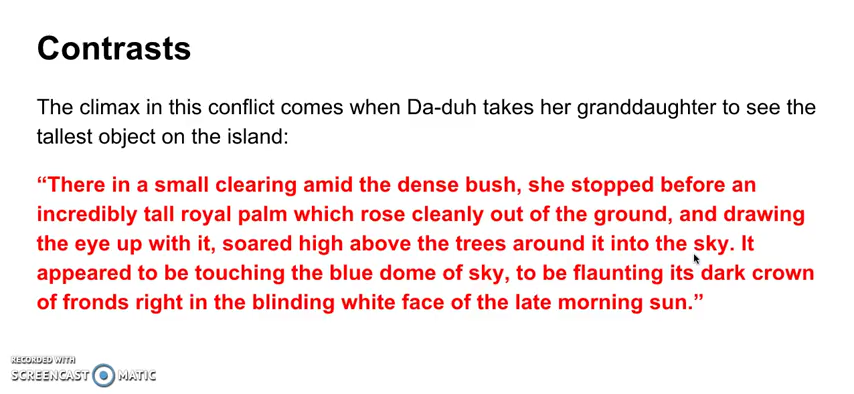 Contrasts
The climax in this conflict comes when Da-duh takes her granddaughter to see the
tallest object on the island:
“There in a small clearing amid the dense bush, she stopped before an
incredibly tall royal palm which rose cleanly out of the ground, and drawing
the eye up with it, soared high above the trees around it into the sky. It
appeared to be touching the blue dome of sky, to be flaunting its dark crown
of fronds right in the blinding white face of the late morning sun.”
RECORDED WITH
SCREENCAST MATIC